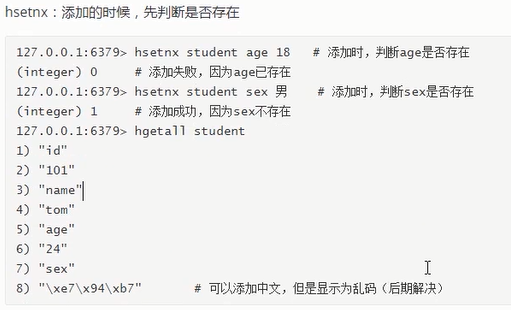 hsetnx：添加的时候，先判断是否存在
127.0.0.1:6379> hsetnx student age 18 # 添加时，判断age是否存在
(integer) 0 # 添加失败，因为age已存在
127.0.0.1:6379> hsetnx student sex 男 # 添加时，判断sex是否存在
(integer) 1 # 添加成功，因为sex不存在
127.0.0.1:6379> hgetall student
1) "id"
2) "101"
3) "name"
4) "tom"
5) "age"
6) "24"
7) "sex"
8) "\xe7\x94\xb7" # 可以添加中文，但是显示为乱码（后期解决）